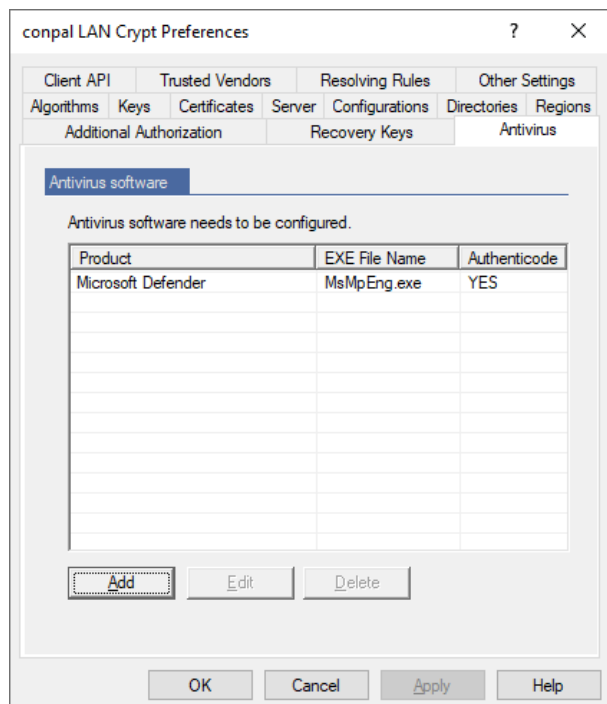 conpal LAN Crypt Preferences ?
Client API Trusted Vendors Resolving Rules Other Settings
Algorithms Keys Certificates Server Configurations Directories Regions
Additional Authorization Recovery Keys Antivirus
Antivirus software
Antivirus software needs to be configured.
Product EXE File Name Authenticode
Microsoft Defender MsMpEng.exe YES
Add Edit Delete
OK Cancel Apply Help